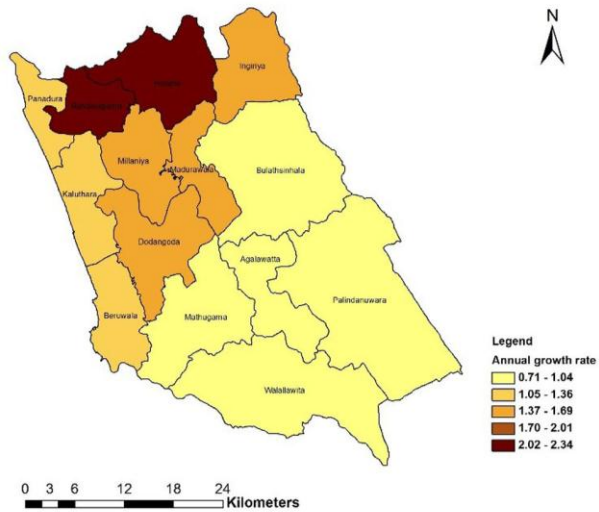 N
Ingiriya
Panadura
Millaniya
Madurawala
Bulathsinhala
Kaluthara
Dodangoda
Agalawatta
Palindanuwara
Beruwala
Mathugama
Walallawita
Legend
Annual growth rate
0.71 - 1.04
1.05 - 1.36
1.37 - 1.69
1.70 - 2.01
2.02 - 2.34
0 3 6 12 18 24
Kilometers